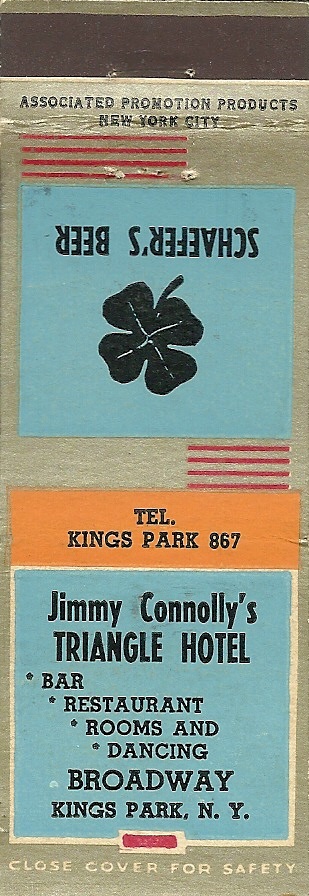 ASSOCIATED PROMOTION PRODUCTS
NEW YORK CITY
SCHAEFER'S BEER
TEL.
KINGS PARK 867
Jimmy Connolly's
TRIANGLE HOTEL
* BAR
* RESTAURANT
* ROOMS AND
* DANCING
BROADWAY
KINGS PARK, N. Y.
CLOSE COVER FOR SAFETY